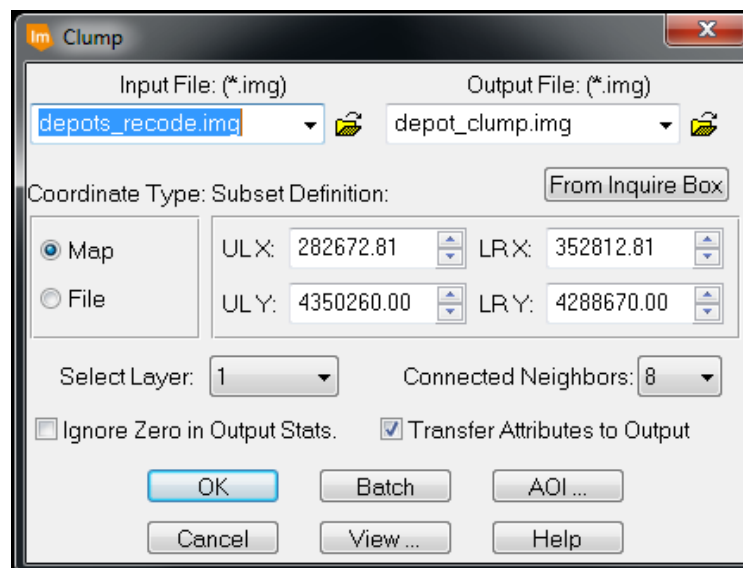 Im Clump
Input File: (*.img) Output File: (*.img)
depots_recode.img depot_clump.img
From Inquire Box
Coordinate Type: Subset Definition:
Map ULX: 282672.81 LRX: 352812.81
File ULY: 4350260.00 LRY: 4288670.00
Select Layer: 1 Connected Neighbors: 8
Ignore Zero in Output Stats. Transfer Attributes to Output
OK Batch AOI ...
Cancel View ... Help